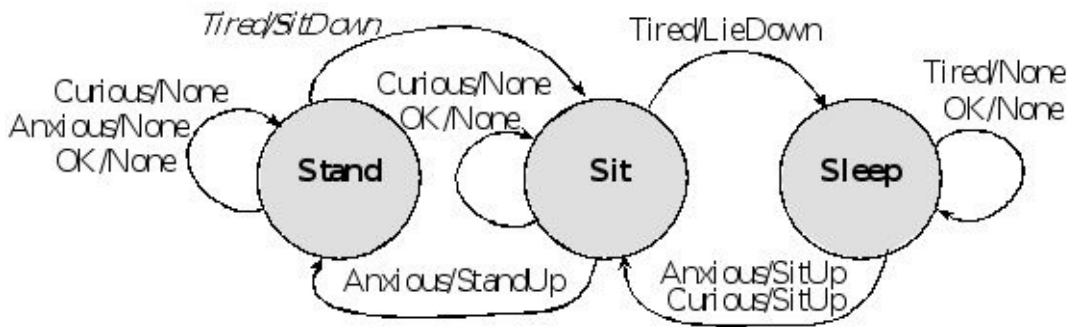 Tired/SitDown
Tired/LieDown
Curious/None
Anxious/None
OK/None
Curious/None
OK/None
Tired/None
OK/None
Stand
Sit
Sleep
Anxious/StandUp
Anxious/SitUp
Curious/SitUp